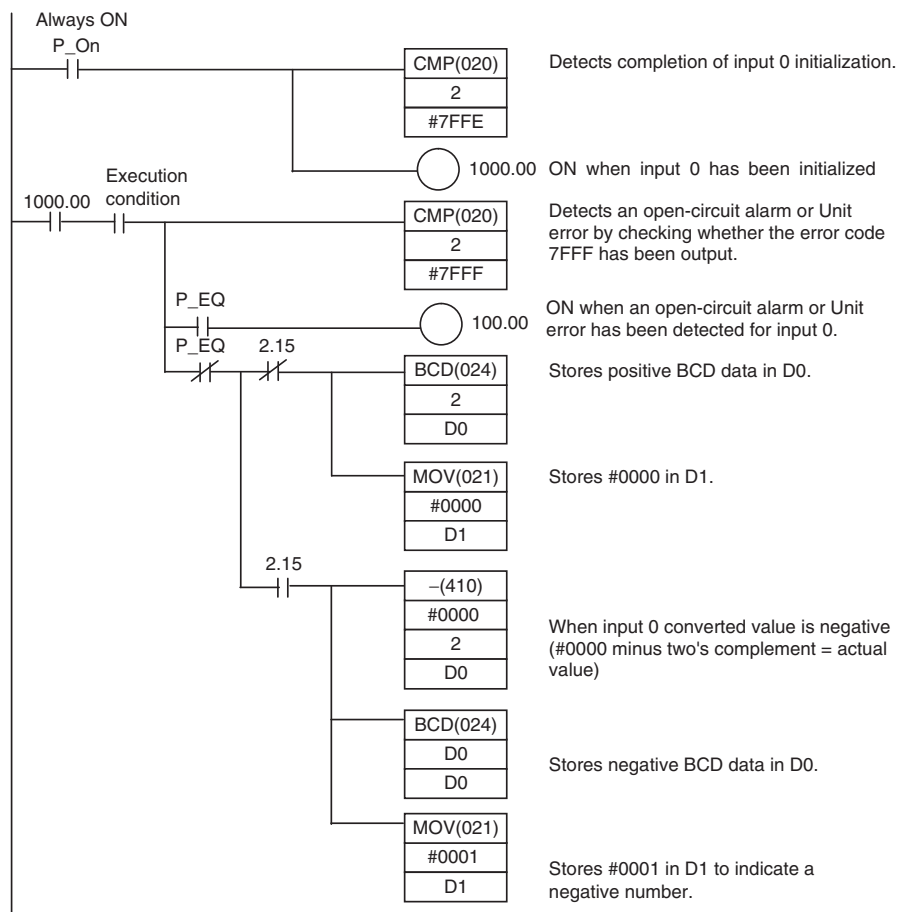 Always ON
P_On
CMP(020)
2
#7FFE
Detects completion of input 0 initialization.
1000.00
ON when input 0 has been initialized
1000.00
Execution
condition
CMP(020)
2
#7FFF
Detects an open-circuit alarm or Unit
error by checking whether the error code
7FFF has been output.
P_EQ
100.00
ON when an open-circuit alarm or Unit
error has been detected for input 0.
P_EQ
2.15
BCD(024)
2
D0
Stores positive BCD data in D0.
MOV(021)
#0000
D1
Stores #0000 in D1.
2.15
−(410)
#0000
2
D0
When input 0 converted value is negative
(#0000 minus two's complement = actual
value)
BCD(024)
D0
D0
Stores negative BCD data in D0.
MOV(021)
#0001
D1
Stores #0001 in D1 to indicate a
negative number.